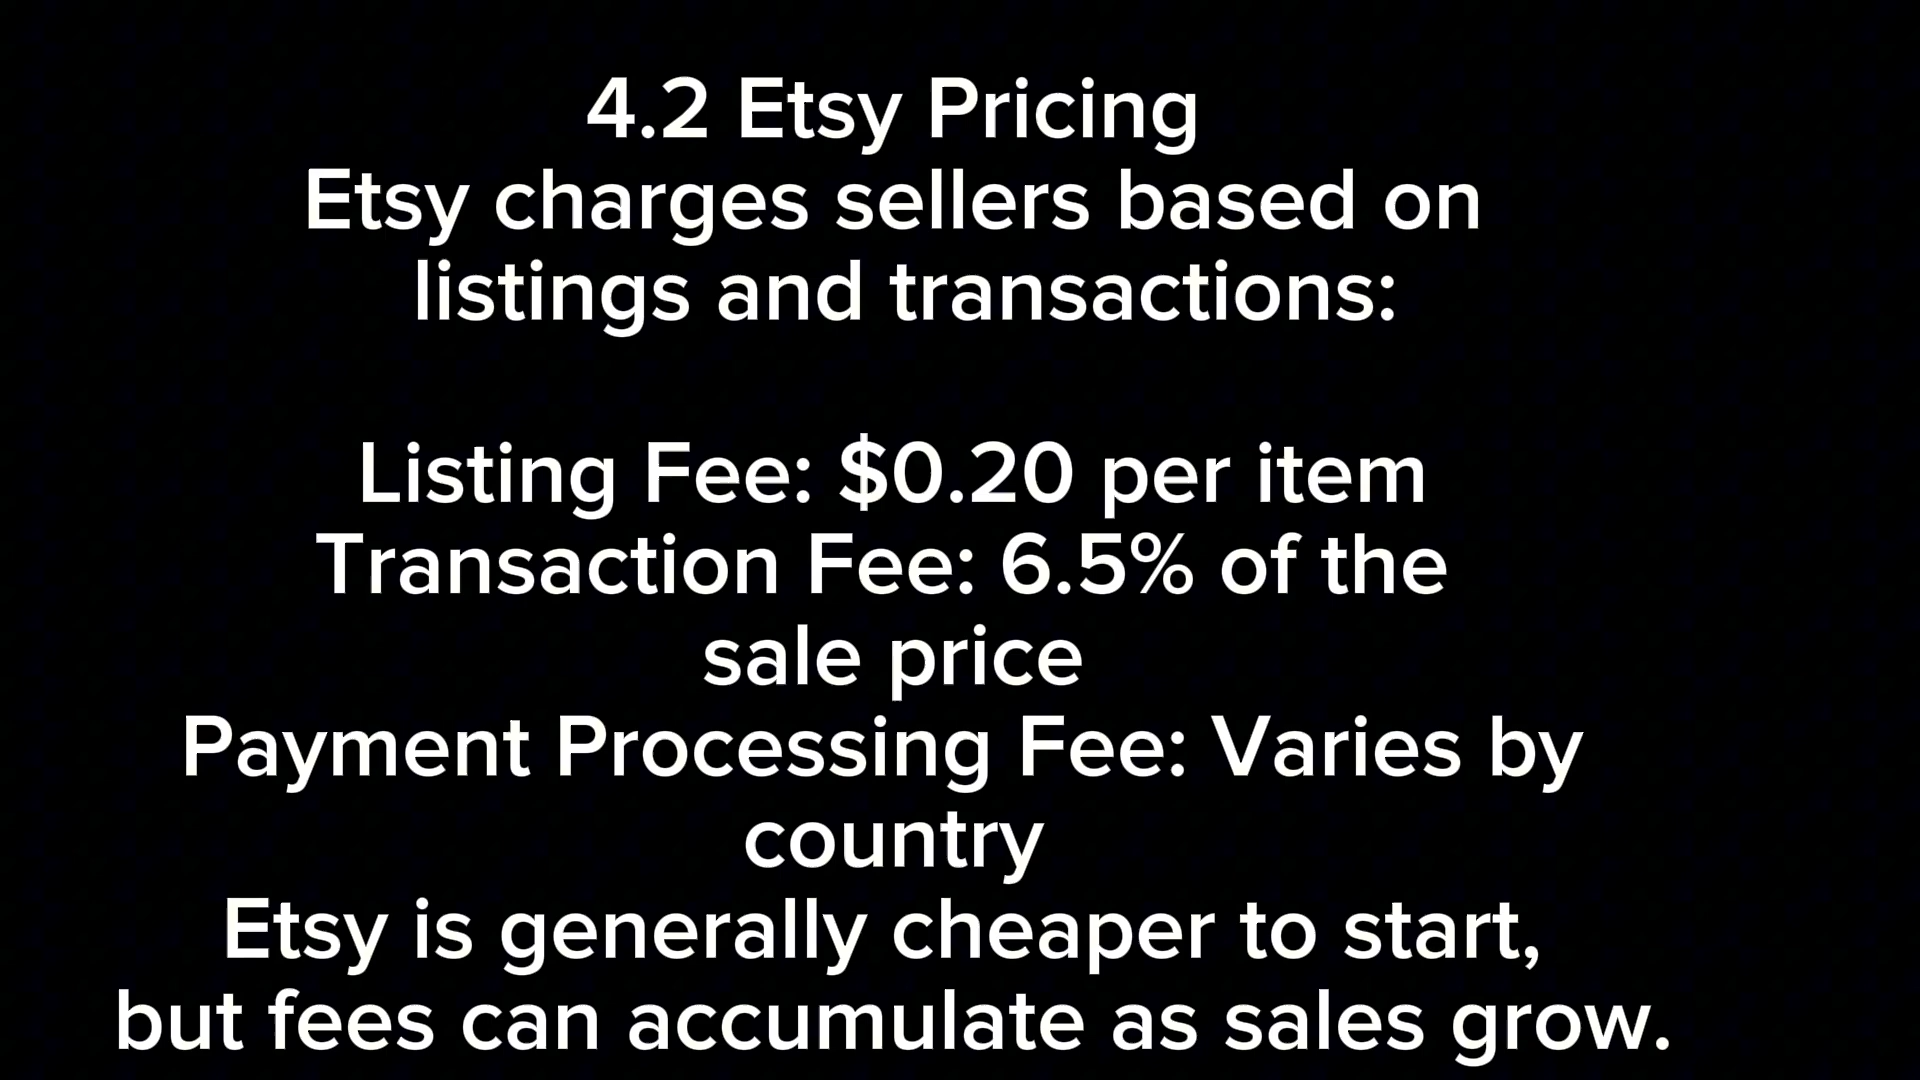 4.2 Etsy Pricing
Etsy charges sellers based on
listings and transactions:
Listing Fee: $0.20 per item
Transaction Fee: 6.5% of the
sale price
Payment Processing Fee: Varies by
country
Etsy is generally cheaper to start,
but fees can accumulate as sales grow.